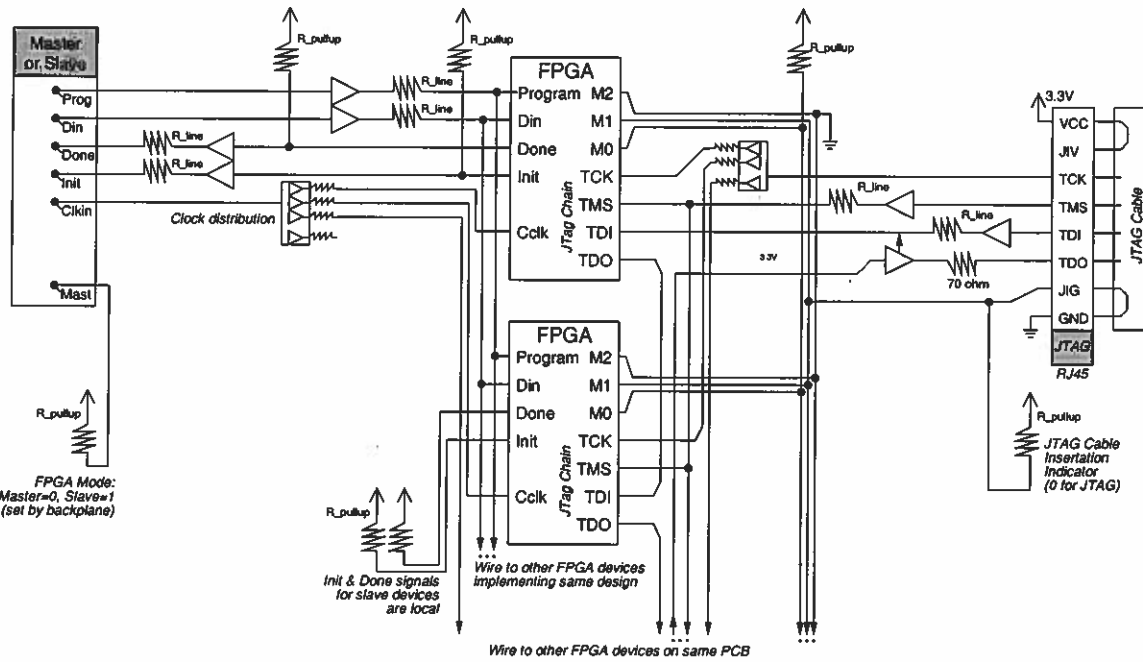 Master
or Slave
Prog
Din
Done
Init
Clkin
Mast
R_pullup
R_pullup
R_pullup
R_line
R_line
R_line
R_line
Clock distribution
FPGA
Program
Din
Done
Init
Cclk
M2
M1
M0
TCK
TMS
TDI
TDO
JTag Chain
3.3V
R_line
R_line
70 ohm
3.3V
VCC
JIV
TCK
TMS
TDI
TDO
JIG
GND
JTAG
RJ45
JTAG Cable
FPGA
Program
Din
Done
Init
Cclk
M2
M1
M0
TCK
TMS
TDI
TDO
JTag Chain
R_pullup
FPGA Mode:
Master=0, Slave=1
(set by backplane)
R_pullup
Init & Done signals
for slave devices
are local
...
Wire to other FPGA devices
implementing same design
R_pullup
JTAG Cable
Insertation
Indicator
(0 for JTAG)
...
...
Wire to other FPGA devices on same PCB